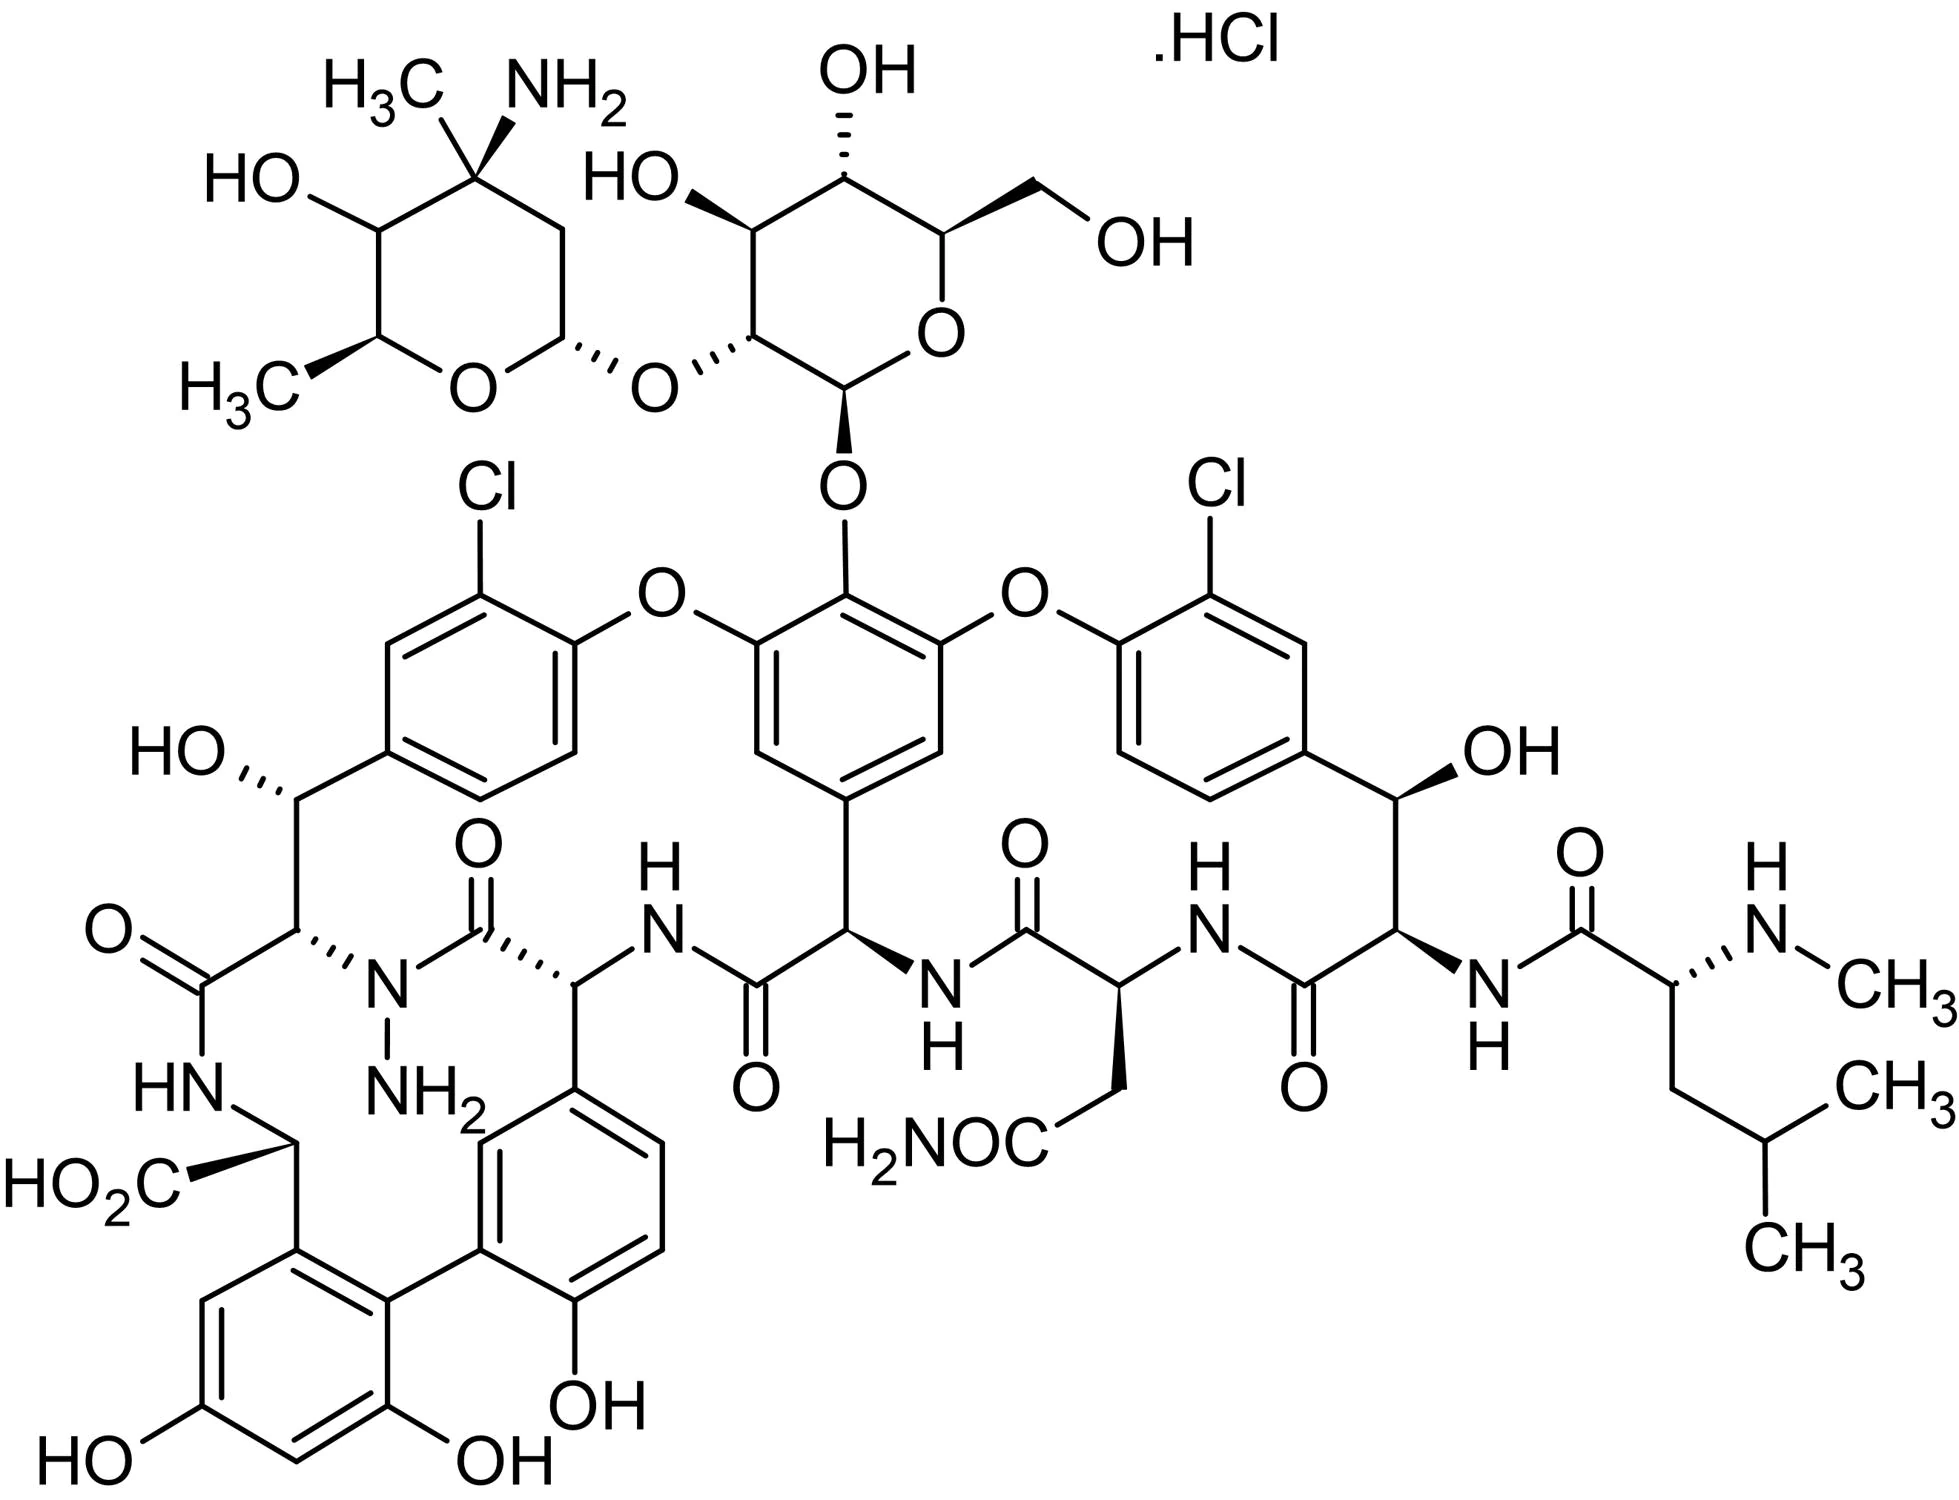 .HCl
OH
H3C NH2
HO HO
OH
O
H3C O O
Cl O Cl
O O
HO OH
O H O H O H
O N N N
N N N CH3
H H
HN NH2 O O CH3
H2NOC
HO2C
CH3
OH
HO OH